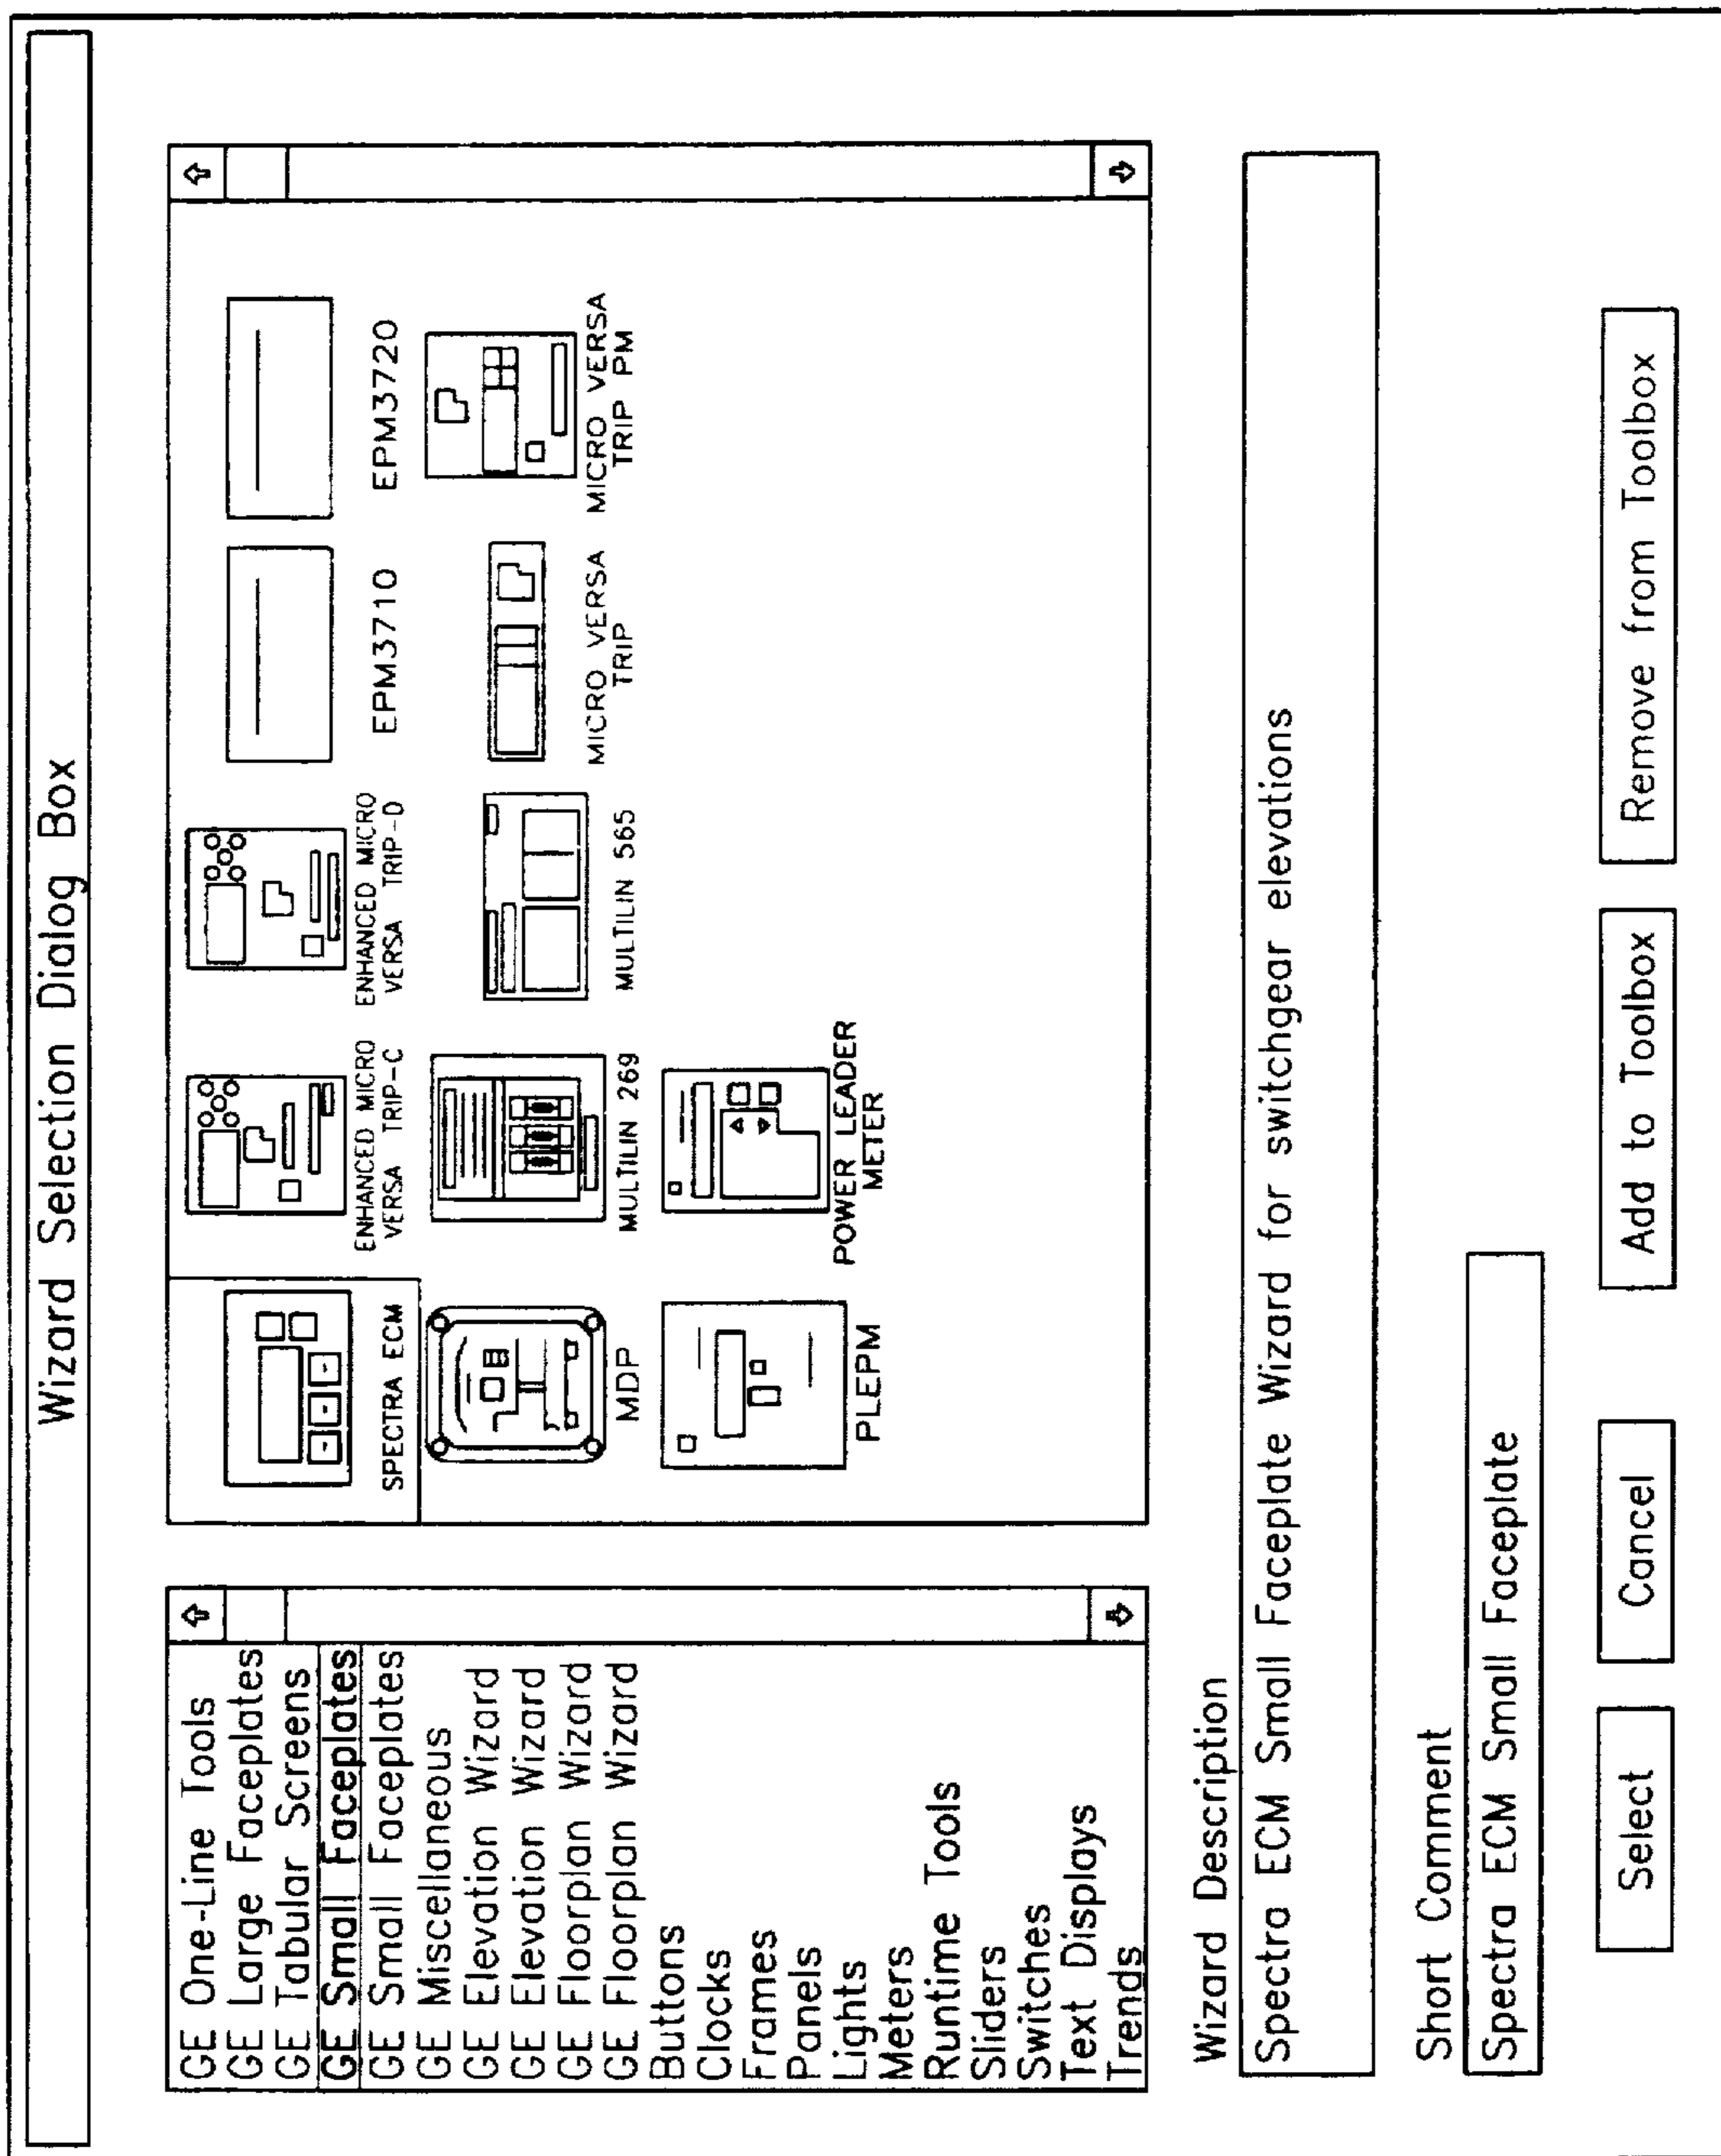 Wizard Selection Dialog Box
GE One-Line Tools
GE Large Faceplates
GE Tabular Screens
GE Small Faceplates
GE Small Faceplates
GE Miscellaneous
GE Elevation Wizard
GE Elevation Wizard
GE Floorplan Wizard
GE Floorplan Wizard
Buttons
Clocks
Frames
Panels
Lights
Meters
Runtime Tools
Sliders
Switches
Text Displays
Trends
SPECTRA ECM
ENHANCED MICRO
VERSA TRIP-C
ENHANCED MICRO
VERSA TRIP-D
EPM3710
EPM3720
MDP
MULTILIN 269
MULTILIN 565
MICRO VERSA
TRIP
MICRO VERSA
TRIP PM
PLEPM
POWER LEADER
METER
Wizard Description
Spectra ECM Small Faceplate Wizard for switchgear elevations
Short Comment
Spectra ECM Small Faceplate
Select
Cancel
Add to Toolbox
Remove from Toolbox